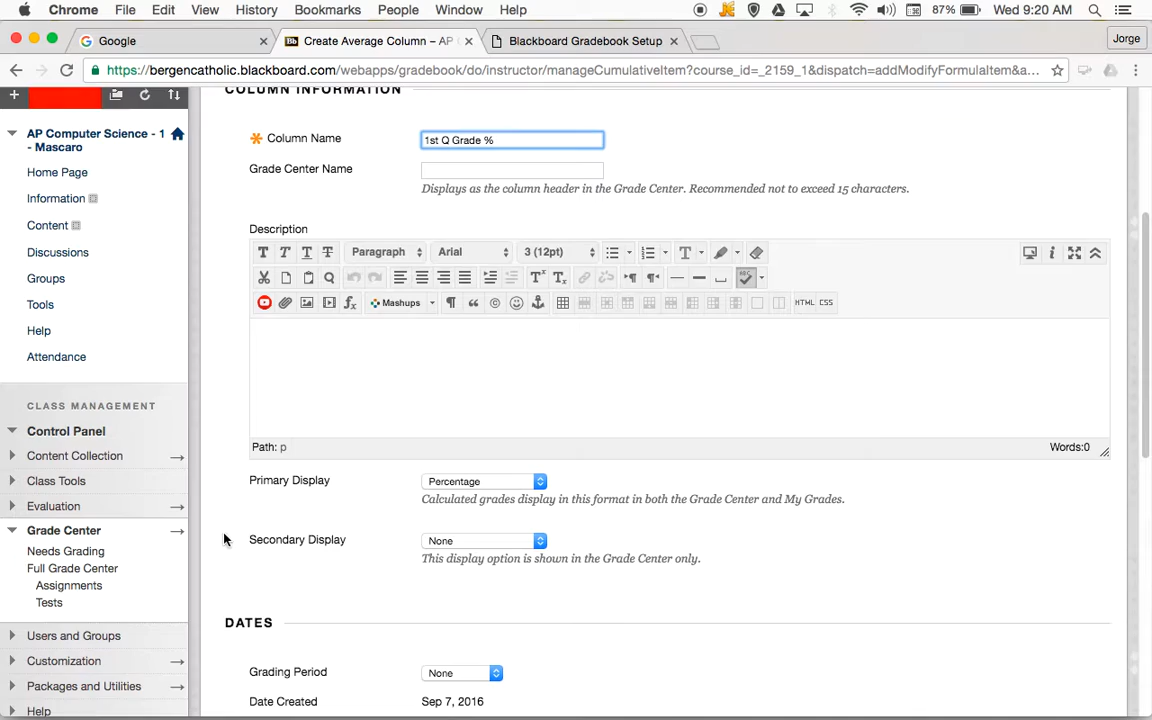 Chrome File Edit View History Bookmarks People Window Help 87% Wed 9:20 AM
Google Create Average Column – AP C Blackboard Gradebook Setup Jorge
https://bergencatholic.blackboard.com/webapps/gradebook/do/instructor/manageCumulativeItem?course_id=_2159_1&dispatch=addModifyFormulaItem&a...
COLUMN INFORMATION
AP Computer Science - 1
- Mascaro
Home Page
Information
Content
Discussions
Groups
Tools
Help
Attendance
CLASS MANAGEMENT
Control Panel
Content Collection
Class Tools
Evaluation
Grade Center
Needs Grading
Full Grade Center
Assignments
Tests
Users and Groups
Customization
Packages and Utilities
Help
Column Name 1st Q Grade %
Grade Center Name
Displays as the column header in the Grade Center. Recommended not to exceed 15 characters.
Description
T T T T Paragraph Arial 3 (12pt) T
ABC
Mashups HTML CSS
Path: p Words:0
Primary Display Percentage
Calculated grades display in this format in both the Grade Center and My Grades.
Secondary Display None
This display option is shown in the Grade Center only.
DATES
Grading Period None
Date Created Sep 7, 2016